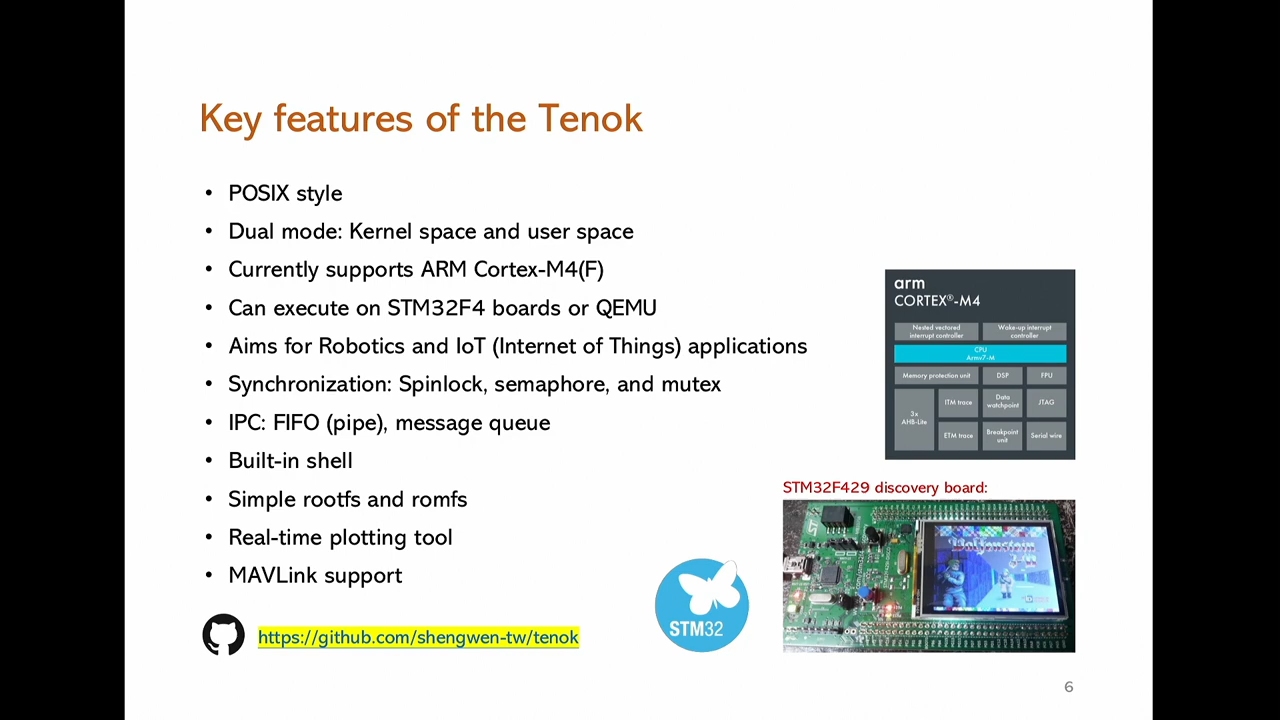 Key features of the Tenok
• POSIX style
• Dual mode: Kernel space and user space
• Currently supports ARM Cortex-M4(F)
• Can execute on STM32F4 boards or QEMU
• Aims for Robotics and IoT (Internet of Things) applications
• Synchronization: Spinlock, semaphore, and mutex
• IPC: FIFO (pipe), message queue
• Built-in shell
• Simple rootfs and romfs
• Real-time plotting tool
• MAVLink support
https://github.com/shengwen-tw/tenok
arm
CORTEX®-M4
Nested vectored
interrupt controller
Wake-up interrupt
controller
CPU
Armv7-M
Memory protection unit
DSP
FPU
3x
AHB-Lite
ITM trace
Data
watchpoint
JTAG
ETM trace
Breakpoint
unit
Serial wire
STM32F429 discovery board:
Wolfenstein
3-D
STM32
6